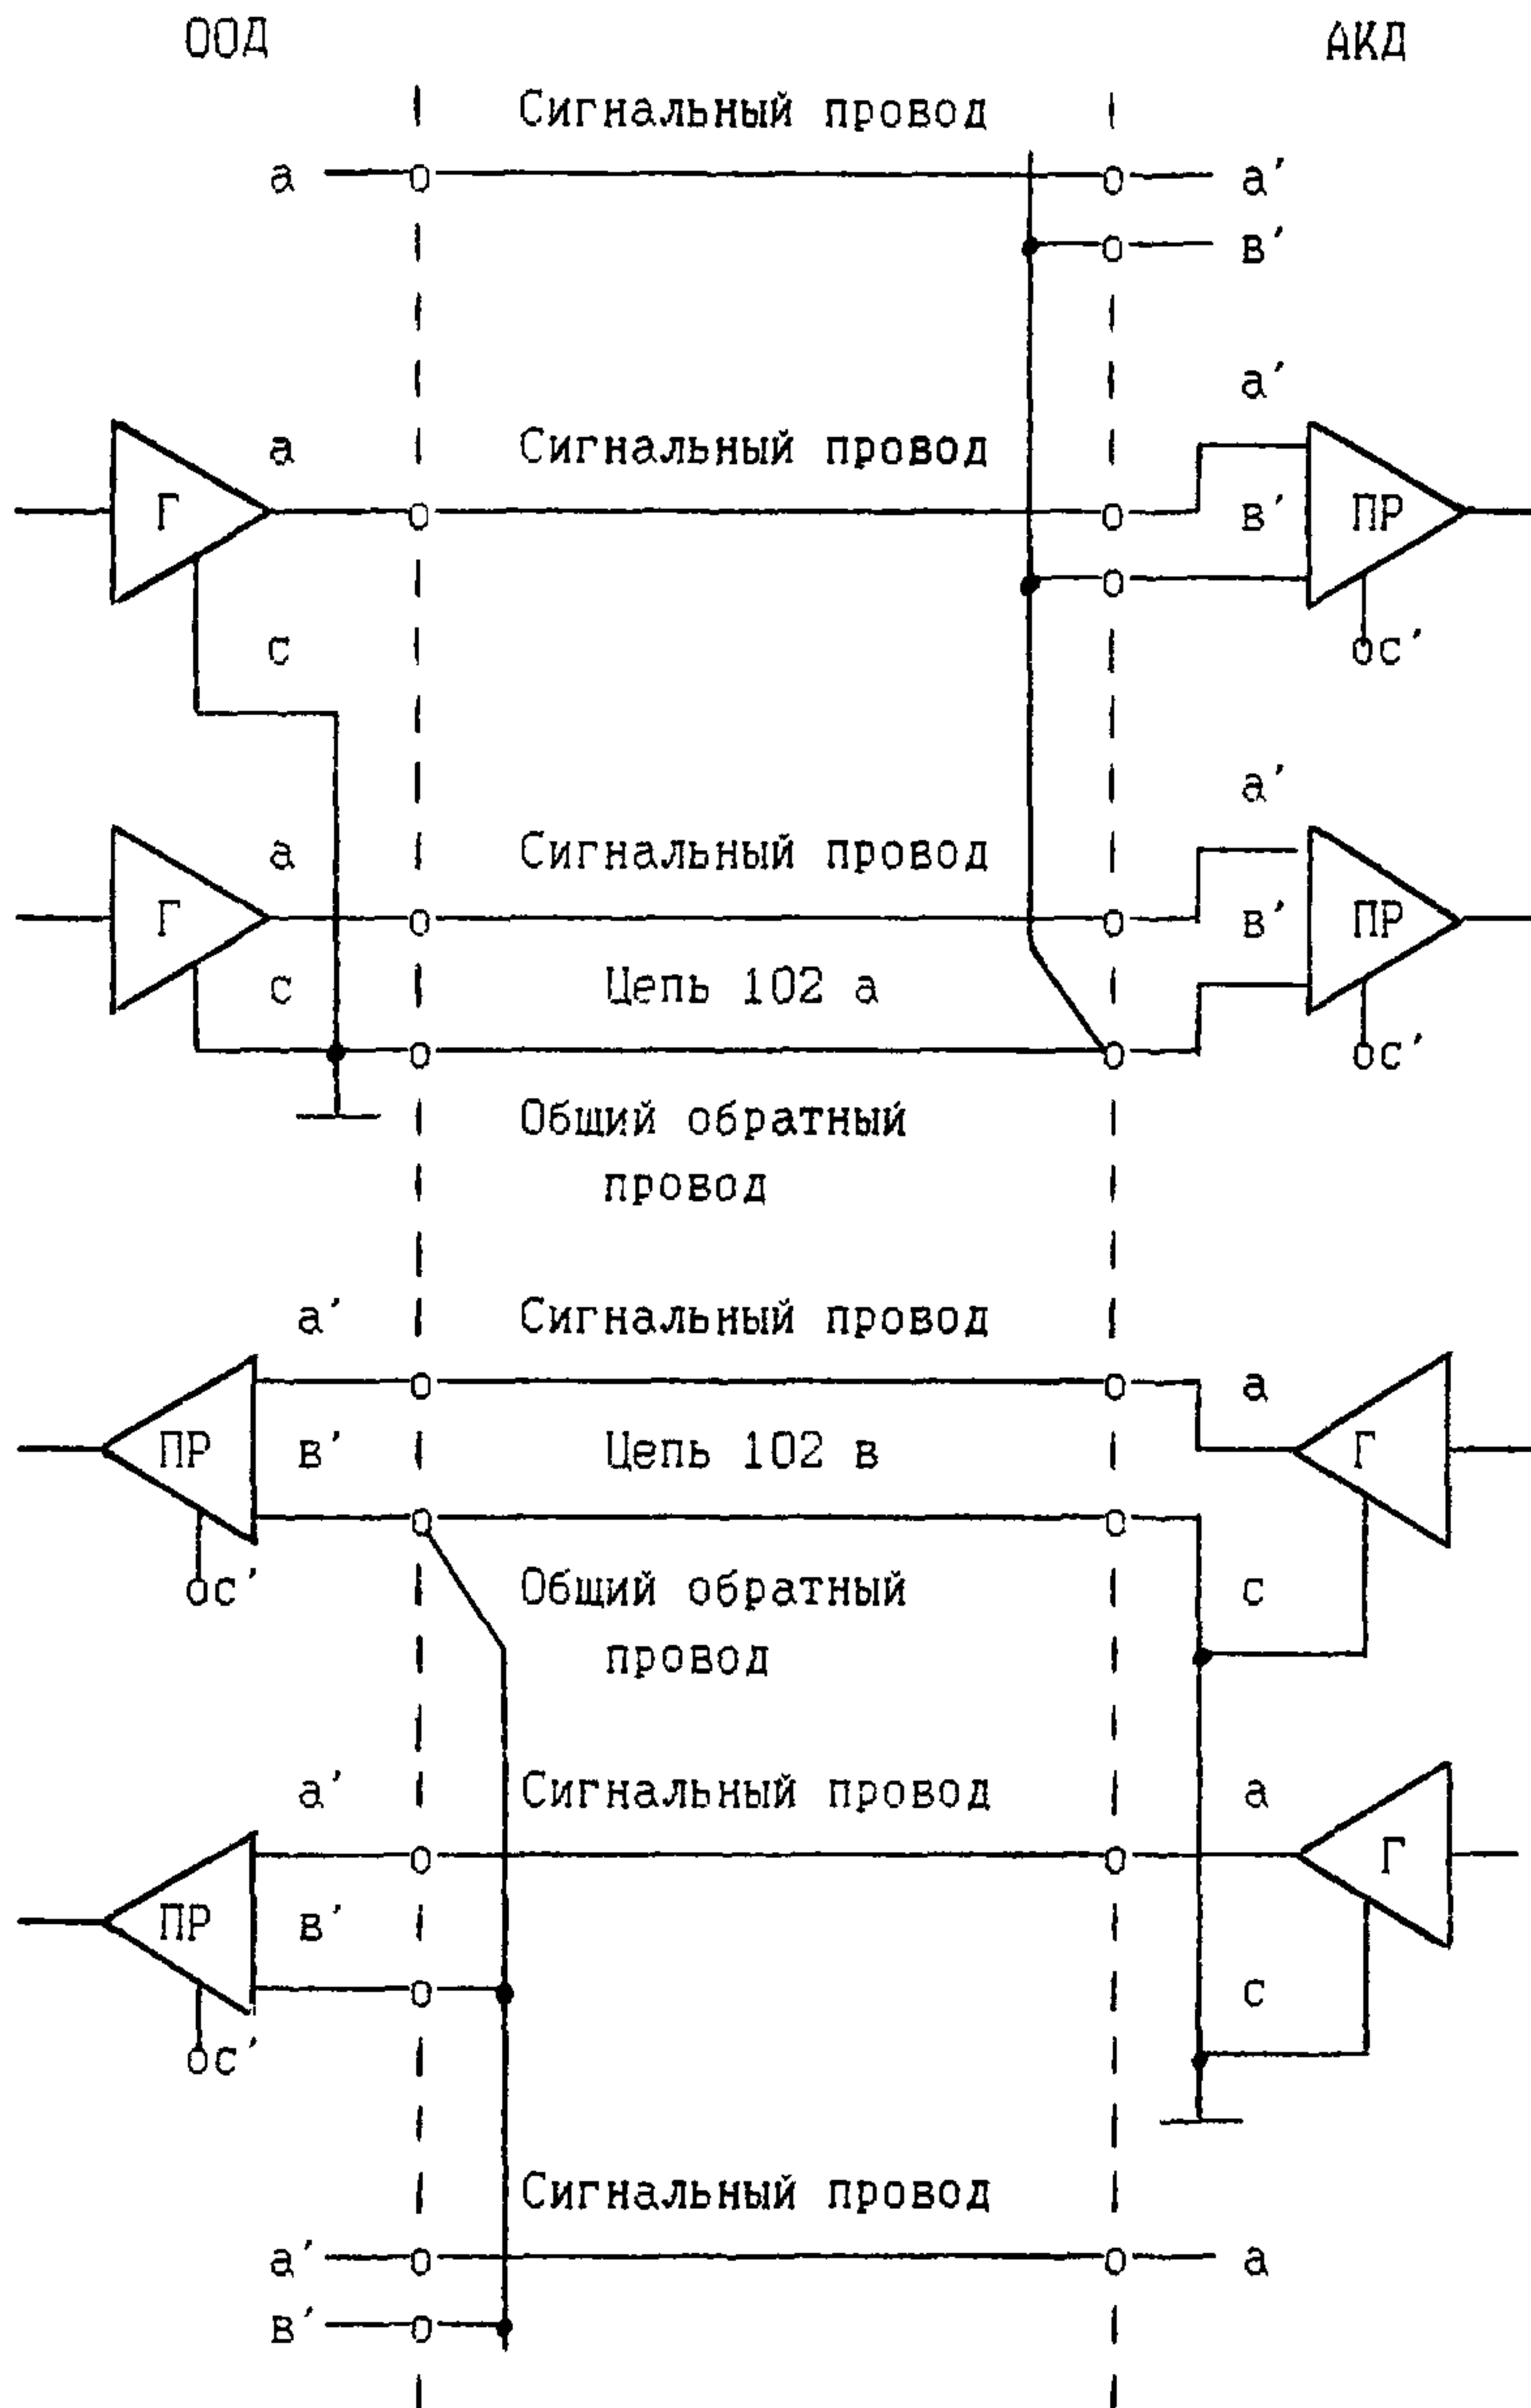 ООД АКД
Сигнальный провод
а а'
в'
а'
а Сигнальный провод
Г в' ПР
с ос'
а'
а Сигнальный провод
Г в' ПР
с Цепь 102 а
ос'
Общий обратный
провод
а' Сигнальный провод
а
ПР в' Цепь 102 в Г
ос' Общий обратный с
провод
а' Сигнальный провод а
Г
ПР в'
с
ос'
Сигнальный провод
а' а
в'